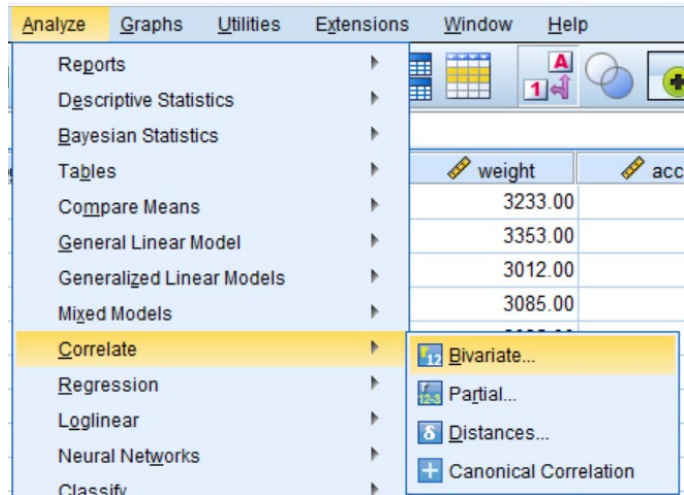 Analyze Graphs Utilities Extensions Window Help
Reports
Descriptive Statistics
Bayesian Statistics
Tables
weight acc
Compare Means
3233.00
General Linear Model
3353.00
Generalized Linear Models
3012.00
Mixed Models
3085.00
Correlate
Bivariate...
Regression
Partial...
Loglinear
Distances...
Neural Networks
Canonical Correlation
Classify
A
1